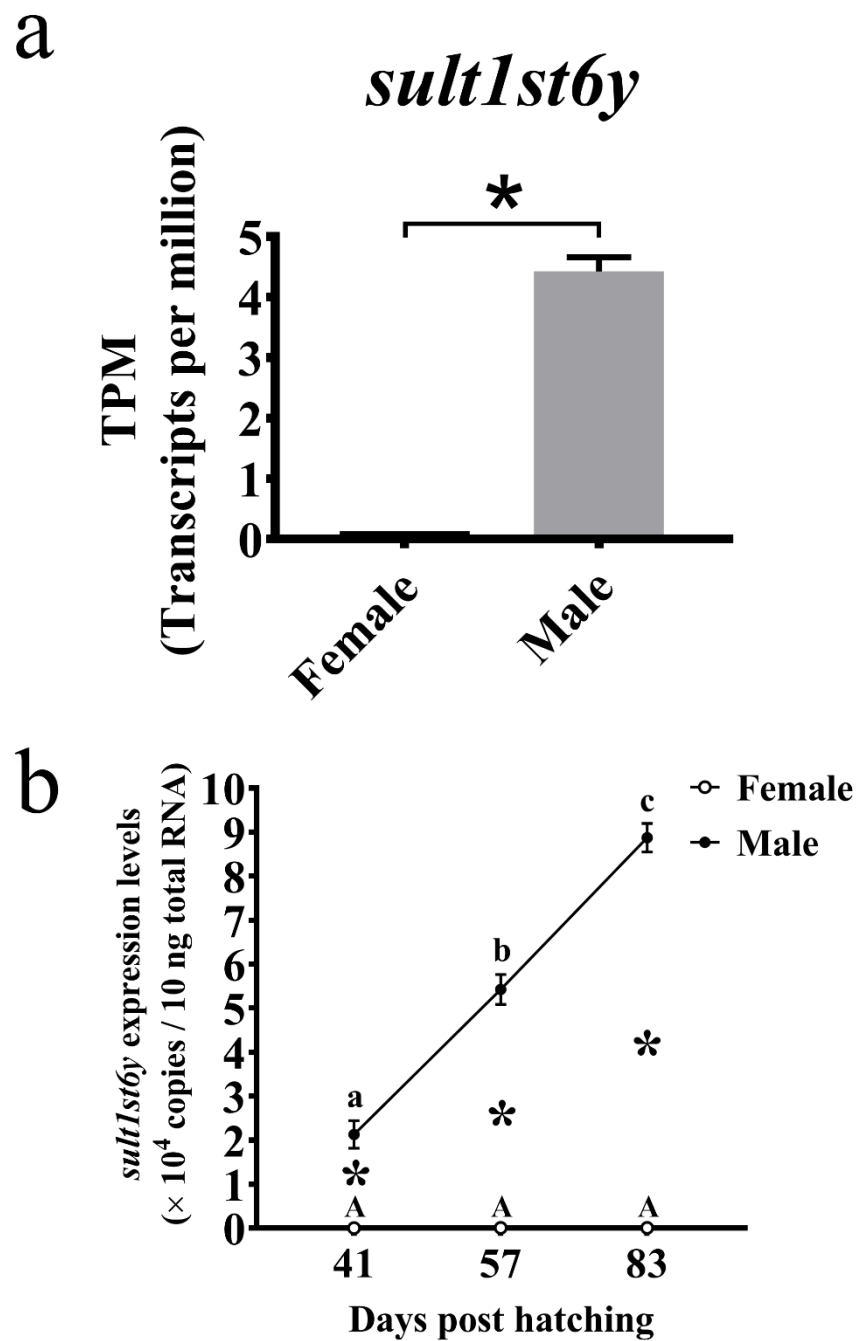 a
sult1st6y
*
TPM
(Transcripts per million)
5
4
3
2
1
0
Female
Male
b
sult1st6y expression levels
(× 10⁴ copies / 10 ng total RNA)
10
9
8
7
6
5
4
3
2
1
0
c
b
a
*
*
*
A A A
41 57 83
Days post hatching
Female
Male